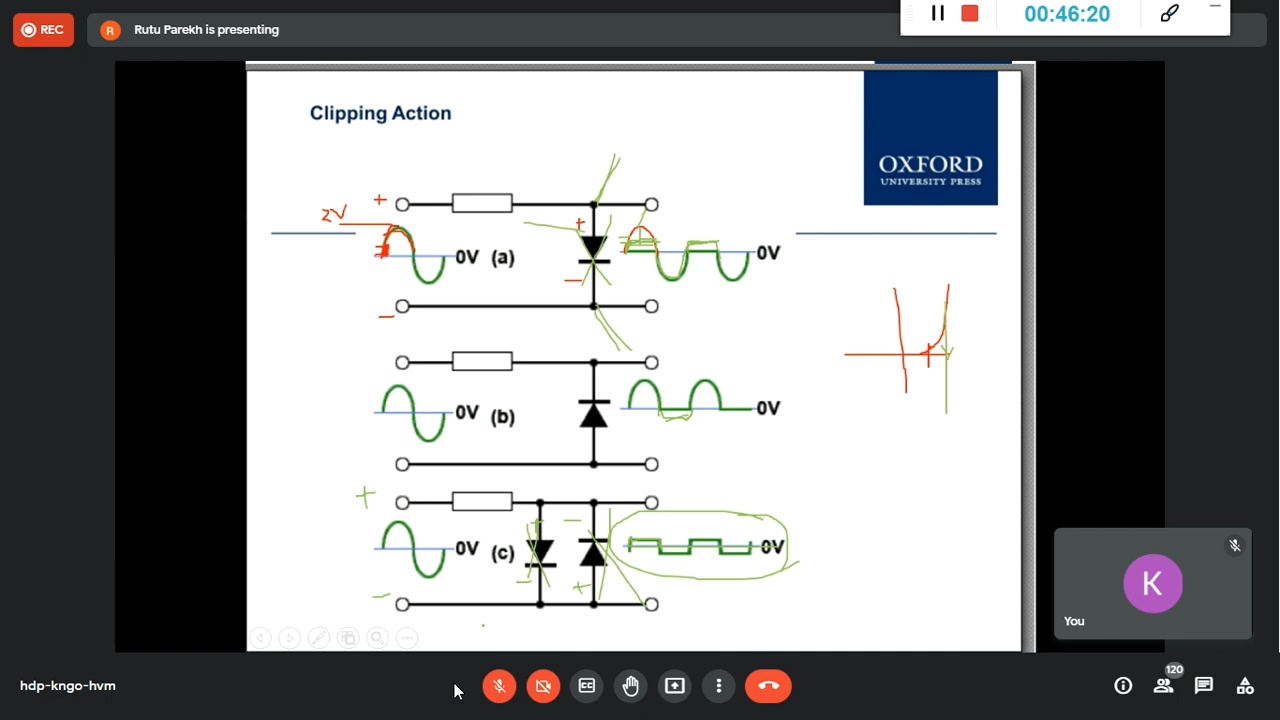 REC
R
Rutu Parekh is presenting
00:46:20
Clipping Action
OXFORD
UNIVERSITY PRESS
+
2V
+
0V (a)
0V
−
−
0V (b)
0V
+
+
−
0V (c)
0V
−
−
+
K
You
hdp-kngo-hvm
CC
120